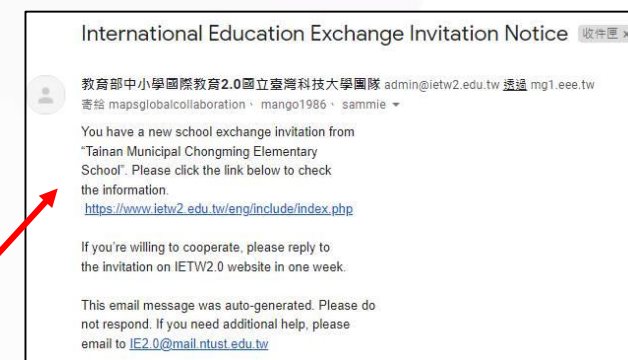 International Education Exchange Invitation Notice 收件匣 x
教育部中小學國際教育2.0國立臺灣科技大學團隊 admin@ietw2.edu.tw 透過 mg1.eee.tw
寄給 mapsglobalcollaboration、mango1986、sammie
You have a new school exchange invitation from
“Tainan Municipal Chongming Elementary
School”. Please click the link below to check
the information.
https://www.ietw2.edu.tw/eng/include/index.php
If you’re willing to cooperate, please reply to
the invitation on IETW2.0 website in one week.
This email message was auto-generated. Please do
not respond. If you need additional help, please
email to IE2.0@mail.ntust.edu.tw